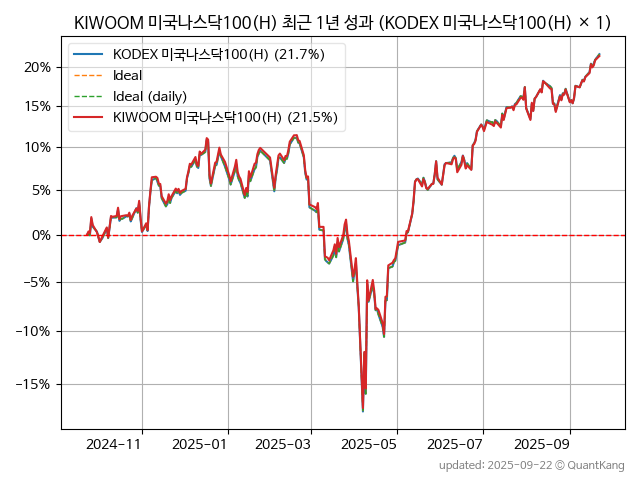 KIWOOM 미국나스닥100(H) 최근 1년 성과 (KODEX 미국나스닥100(H) × 1)
KODEX 미국나스닥100(H) (21.7%)
Ideal
Ideal (daily)
KIWOOM 미국나스닥100(H) (21.5%)
20%
15%
10%
5%
0%
−5%
−10%
−15%
2024-11
2025-01
2025-03
2025-05
2025-07
2025-09
updated: 2025-09-22 © QuantKang